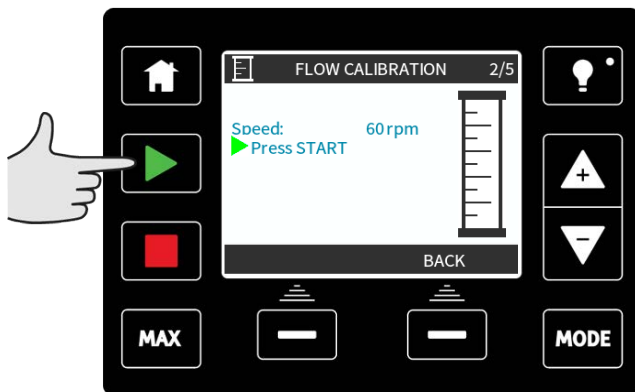 FLOW CALIBRATION 2/5
Speed: 60 rpm
Press START
BACK
MAX
MODE